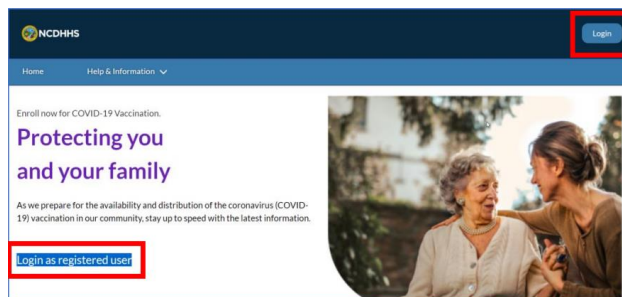 NCDHHS
Login
Home Help & Information
Enroll now for COVID-19 Vaccination.
Protecting you
and your family
As we prepare for the availability and distribution of the coronavirus (COVID-
19) vaccination in our community, stay up to speed with the latest information.
Login as registered user